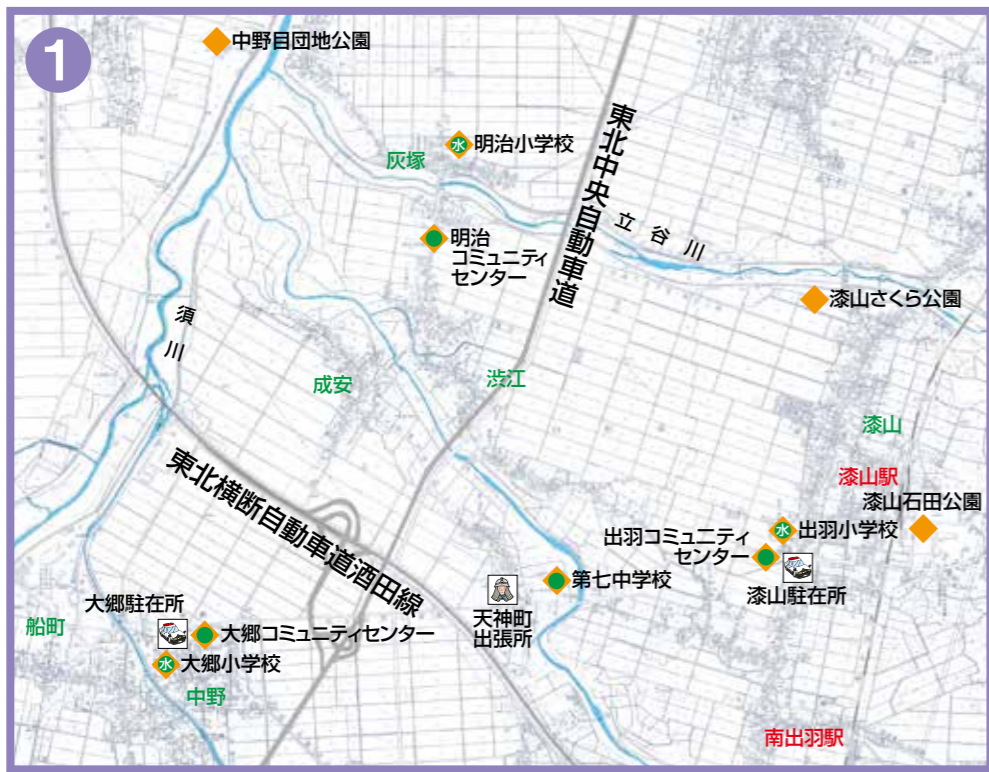 1
中野目団地公園
水
明治小学校
灰塚
東北中央自動車道
立谷川
明治
コミュニティ
センター
漆山さくら公園
須川
成安
渋江
漆山
漆山駅
漆山石田公園
東北横断自動車道酒田線
水
出羽小学校
出羽コミュニティ
センター
漆山駐在所
第七中学校
天神町
出張所
大郷駐在所
船町
大郷コミュニティセンター
水
大郷小学校
中野
南出羽駅